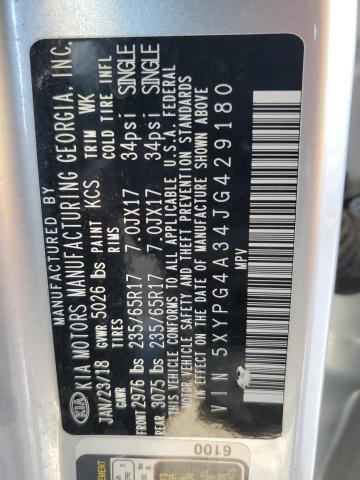 MANUFACTURED BY
KIA KIA MOTORS MANUFACTURING GEORGIA, INC.
JAN/23/18 GVWR 5026 lbs PAINT KCS TRIM WK
GAWR TIRES RIMS COLD TIRE INFL
FRONT 2976 lbs 235/65R17 7.0JX17 34psi SINGLE
REAR 3075 lbs 235/65R17 7.0JX17 34psi SINGLE
THIS VEHICLE CONFORMS TO ALL APPLICABLE U.S.A. FEDERAL
MOTOR VEHICLE SAFETY AND THEFT PREVENTION STANDARDS
IN EFFECT ON THE DATE OF MANUFACTURE SHOWN ABOVE
VIN 5XYPG4A34JG429180
MPV
6100